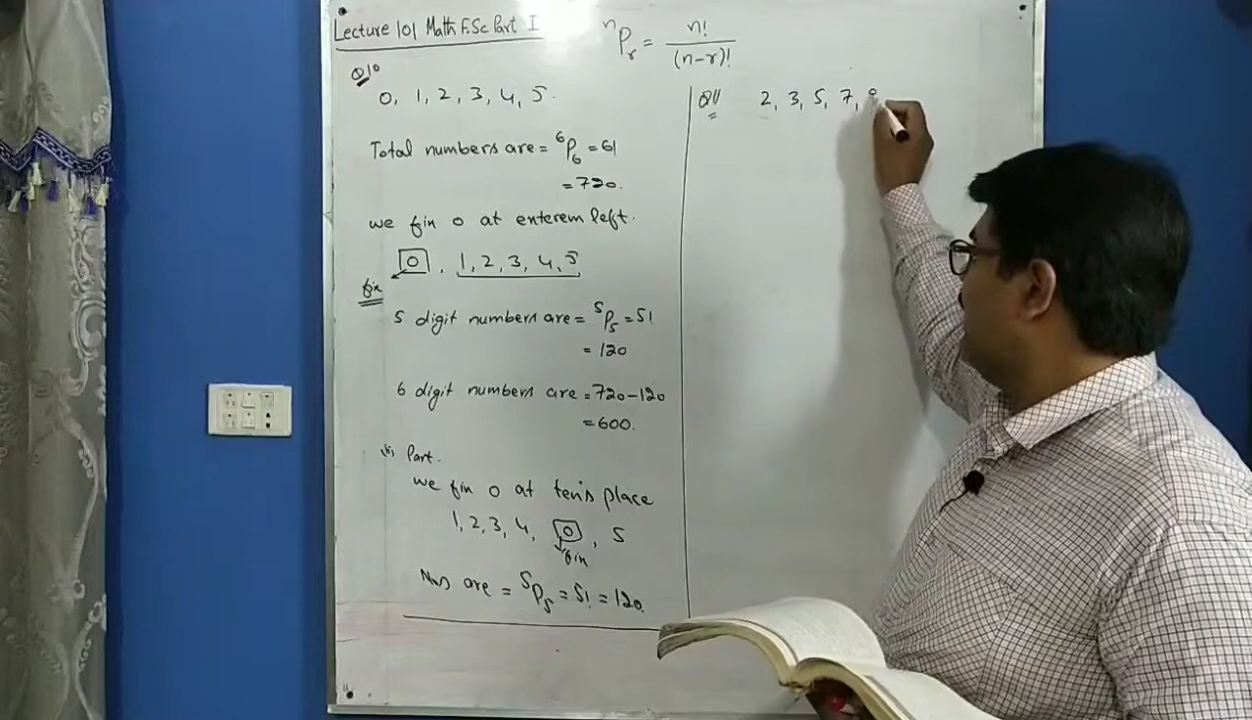 Lecture 101 Math F.Sc Part I
ⁿPᵣ = n! / (n-r)!
Q10
0, 1, 2, 3, 4, 5.
Total numbers are = ⁶P₆ = 6!
= 720.
we fix 0 at exterem left.
0, 1, 2, 3, 4, 5
fix
5 digit numbers are = ⁵P₅ = 5!
= 120
6 digit numbers are = 720-120
= 600.
Part.
we fix 0 at ten's place
1, 2, 3, 4, 0, 5
fix
Nos are = ⁵P₅ = 5! = 120.
Q11 2, 3, 5, 7,